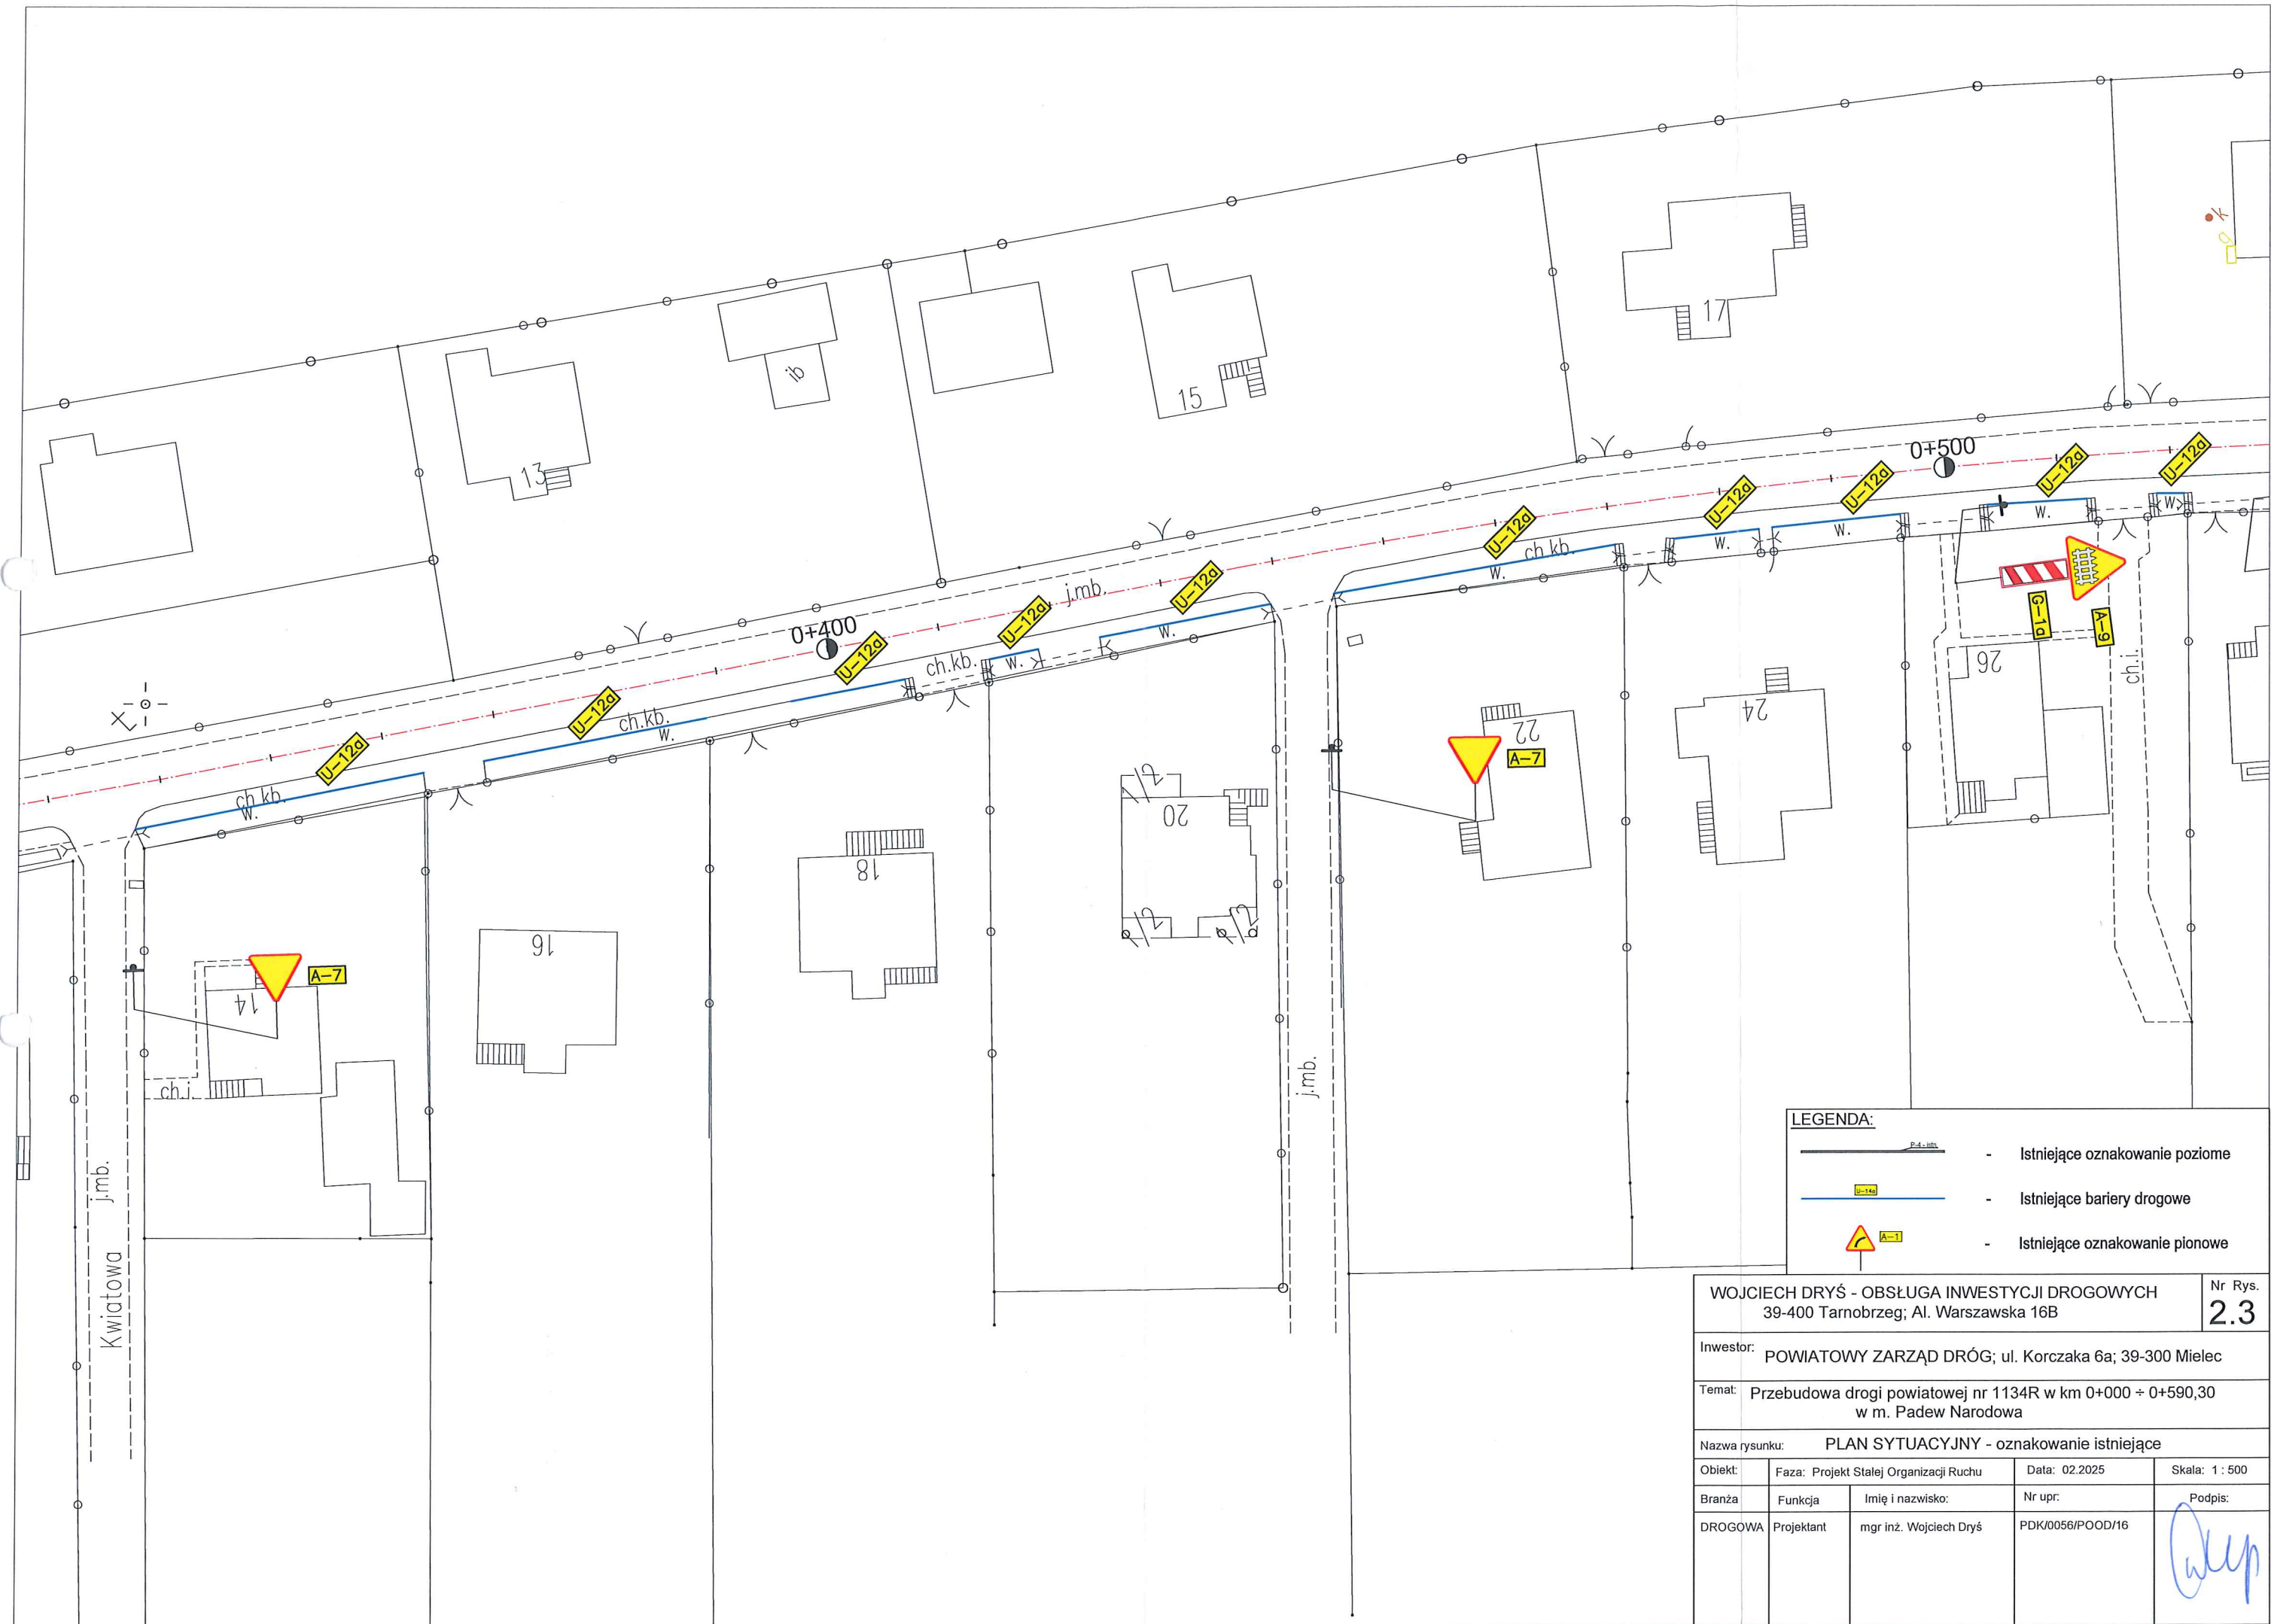 17
ib
15
13
0+500
U-12a
U-12a
U-12a
U-12a
U-12a
ch.kb.
W.
W.
W.
W.
W.
G-1a
A-9
j.mb.
0+400
U-12a
U-12a
U-12a
ch.kb.
W.
W.
U-12a
ch.kb.
W.
U-12a
ch.kb.
W.
26
ch.i.
24
22
A-7
20
18
16
14
A-7
ch.i.
j.mb.
j.mb.
Kwiatowa
LEGENDA:
P-4 - istn.
- Istniejące oznakowanie poziome
U-14a
- Istniejące bariery drogowe
A-1
- Istniejące oznakowanie pionowe
WOJCIECH DRYŚ - OBSŁUGA INWESTYCJI DROGOWYCH
39-400 Tarnobrzeg; Al. Warszawska 16B
Nr Rys.
2.3
Inwestor: POWIATOWY ZARZĄD DRÓG; ul. Korczaka 6a; 39-300 Mielec
Temat: Przebudowa drogi powiatowej nr 1134R w km 0+000 ÷ 0+590,30
w m. Padew Narodowa
Nazwa rysunku: PLAN SYTUACYJNY - oznakowanie istniejące
Obiekt: Faza: Projekt Stałej Organizacji Ruchu Data: 02.2025 Skala: 1 : 500
Branża Funkcja Imię i nazwisko: Nr upr: Podpis:
DROGOWA Projektant mgr inż. Wojciech Dryś PDK/0056/POOD/16